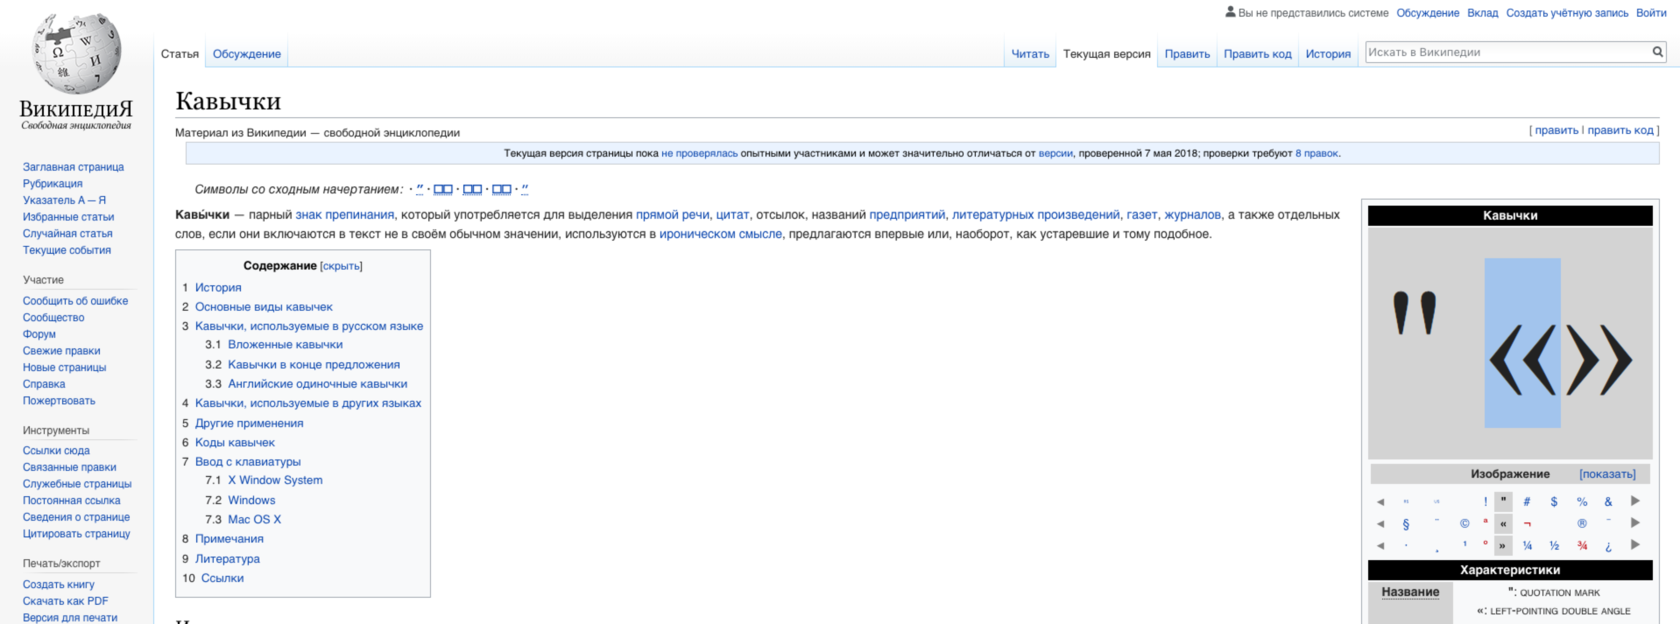 Вы не представились системе Обсуждение Вклад Создать учётную запись Войти
Статья Обсуждение Читать Текущая версия Править Править код История Искать в Википедии
ВИКИПЕДИЯ
Свободная энциклопедия
Заглавная страница
Рубрикация
Указатель А — Я
Избранные статьи
Случайная статья
Текущие события
Участие
Сообщить об ошибке
Сообщество
Форум
Свежие правки
Новые страницы
Справка
Пожертвовать
Инструменты
Ссылки сюда
Связанные правки
Служебные страницы
Постоянная ссылка
Сведения о странице
Цитировать страницу
Печать/экспорт
Создать книгу
Скачать как PDF
Версия для печати
Кавычки
Материал из Википедии — свободной энциклопедии
[ править | править код ]
Текущая версия страницы пока не проверялась опытными участниками и может значительно отличаться от версии, проверенной 7 мая 2018; проверки требуют 8 правок.
Символы со сходным начертанием: · ″ · · · · "
Кавы́чки — парный знак препинания, который употребляется для выделения прямой речи, цитат, отсылок, названий предприятий, литературных произведений, газет, журналов, а также отдельных
слов, если они включаются в текст не в своём обычном значении, используются в ироническом смысле, предлагаются впервые или, наоборот, как устаревшие и тому подобное.
Содержание [скрыть]
1 История
2 Основные виды кавычек
3 Кавычки, используемые в русском языке
3.1 Вложенные кавычки
3.2 Кавычки в конце предложения
3.3 Английские одиночные кавычки
4 Кавычки, используемые в других языках
5 Другие применения
6 Коды кавычек
7 Ввод с клавиатуры
7.1 X Window System
7.2 Windows
7.3 Mac OS X
8 Примечания
9 Литература
10 Ссылки
Кавычки
" «»
Изображение [показать]
◄ ! " # $ % & ►
◄ § ¨ © ª « ¬ ® ¯ ►
◄ · ¸ ¹ º » ¼ ½ ¾ ¿ ►
Характеристики
Название ": QUOTATION MARK
«: LEFT-POINTING DOUBLE ANGLE